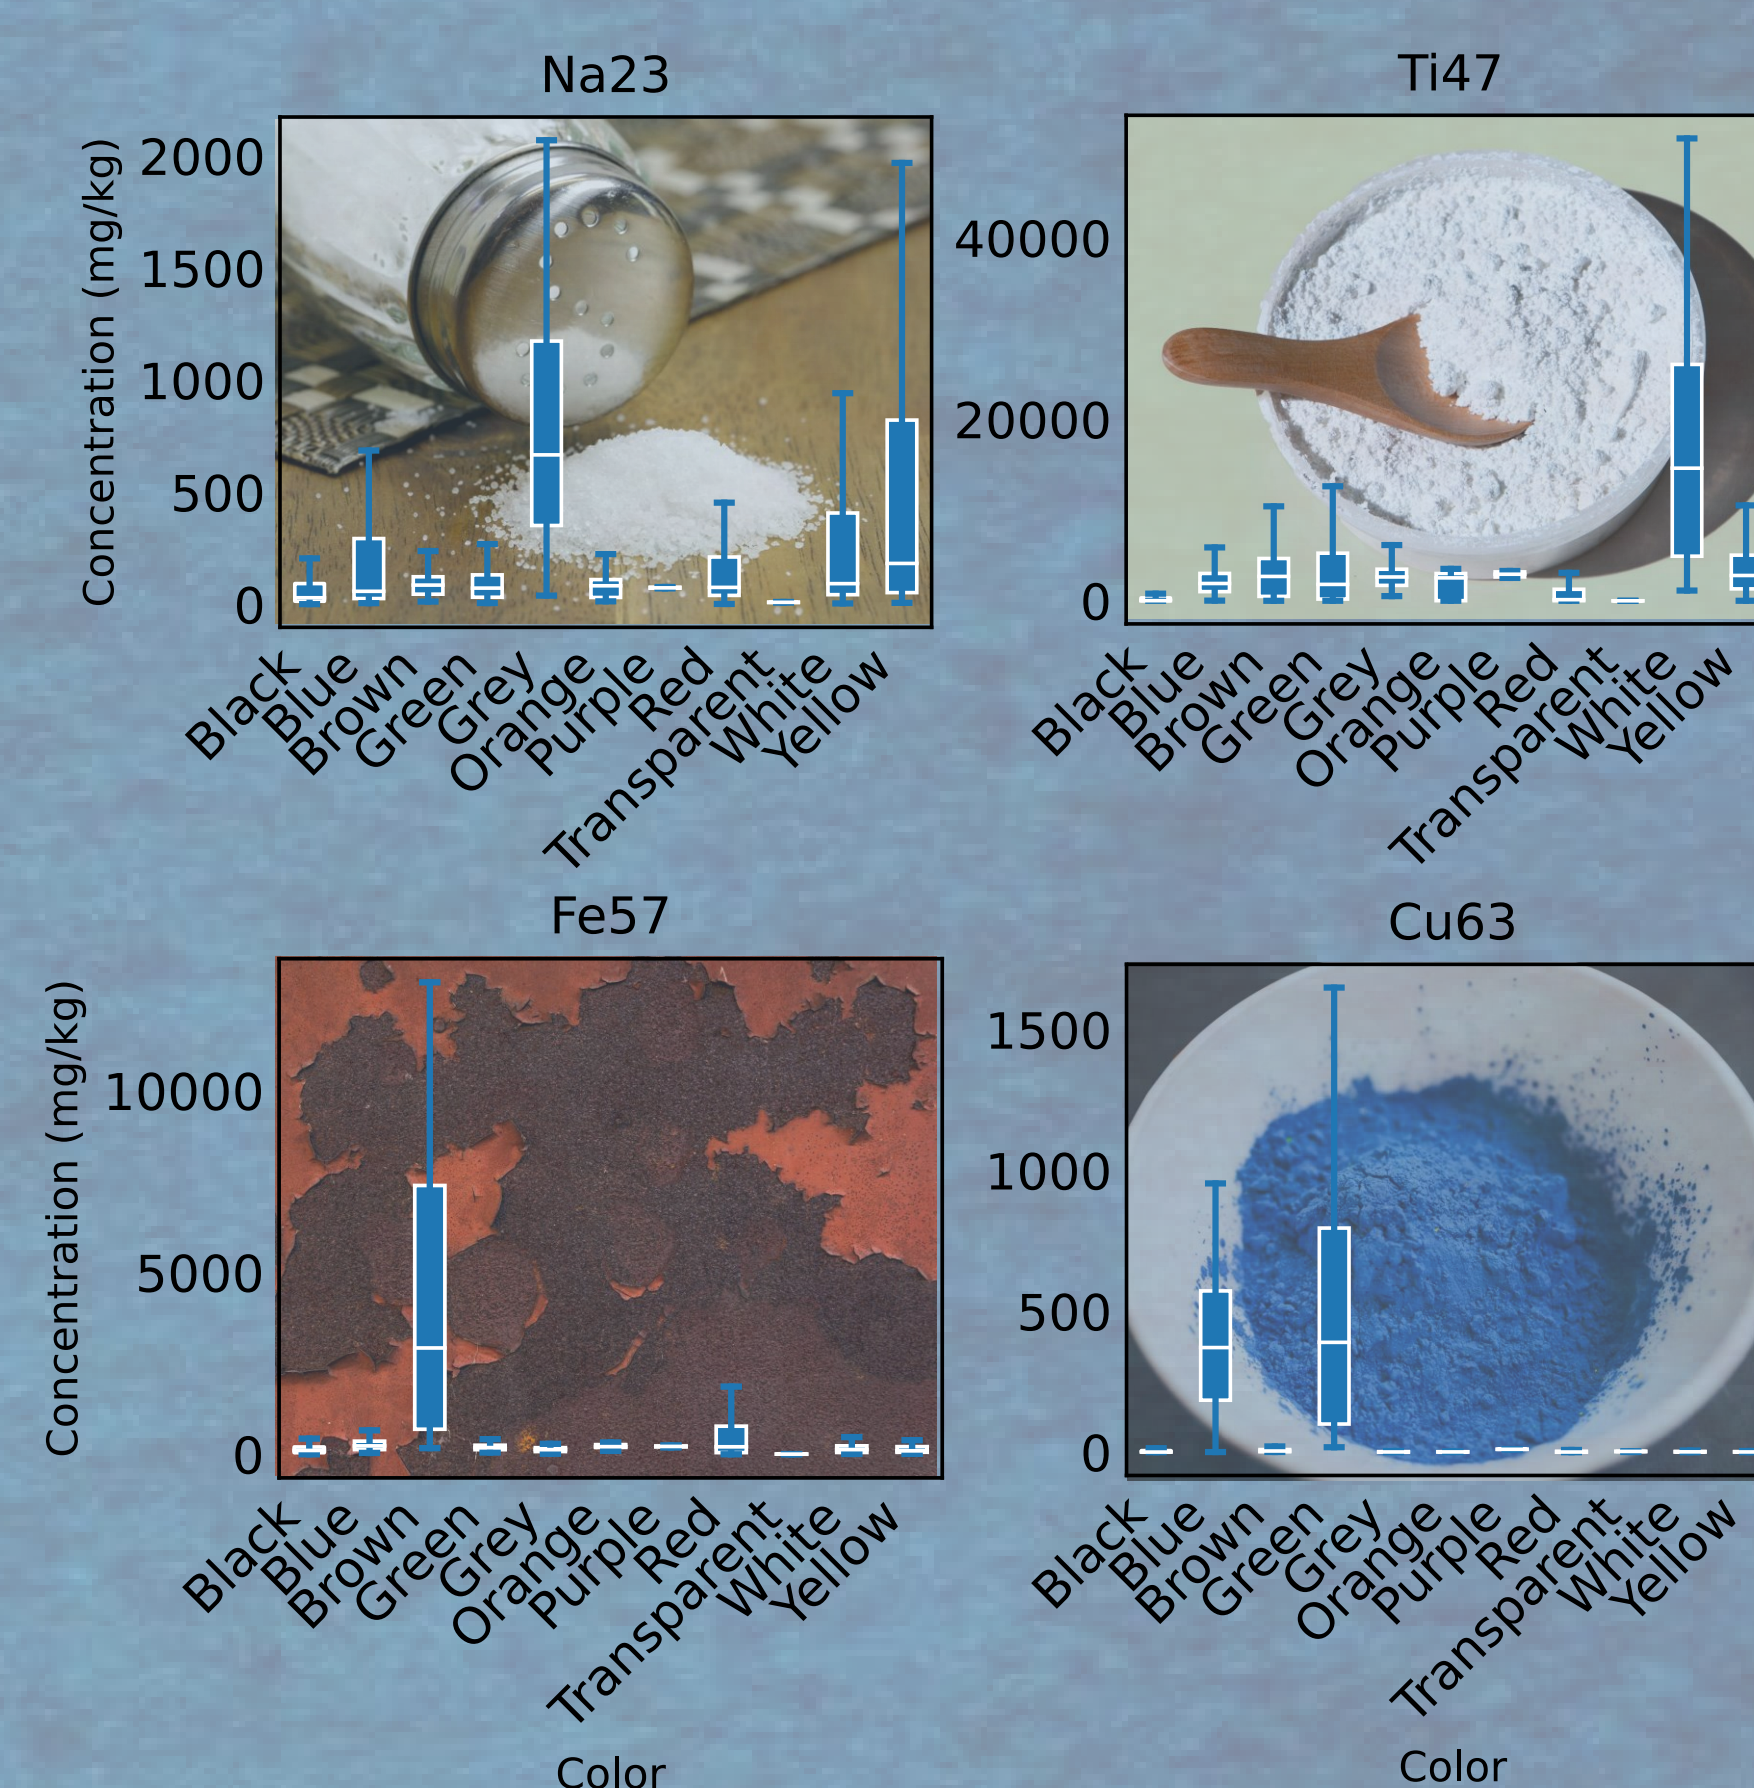 Na23
Concentration (mg/kg)
2000
1500
1000
500
0
Black
Blue
Brown
Green
Grey
Orange
Purple
Red
Transparent
White
Yellow
Ti47
40000
20000
0
Black
Blue
Brown
Green
Grey
Orange
Purple
Red
Transparent
White
Yellow
Fe57
Concentration (mg/kg)
10000
5000
0
Black
Blue
Brown
Green
Grey
Orange
Purple
Red
Transparent
White
Yellow
Color
Cu63
1500
1000
500
0
Black
Blue
Brown
Green
Grey
Orange
Purple
Red
Transparent
White
Yellow
Color